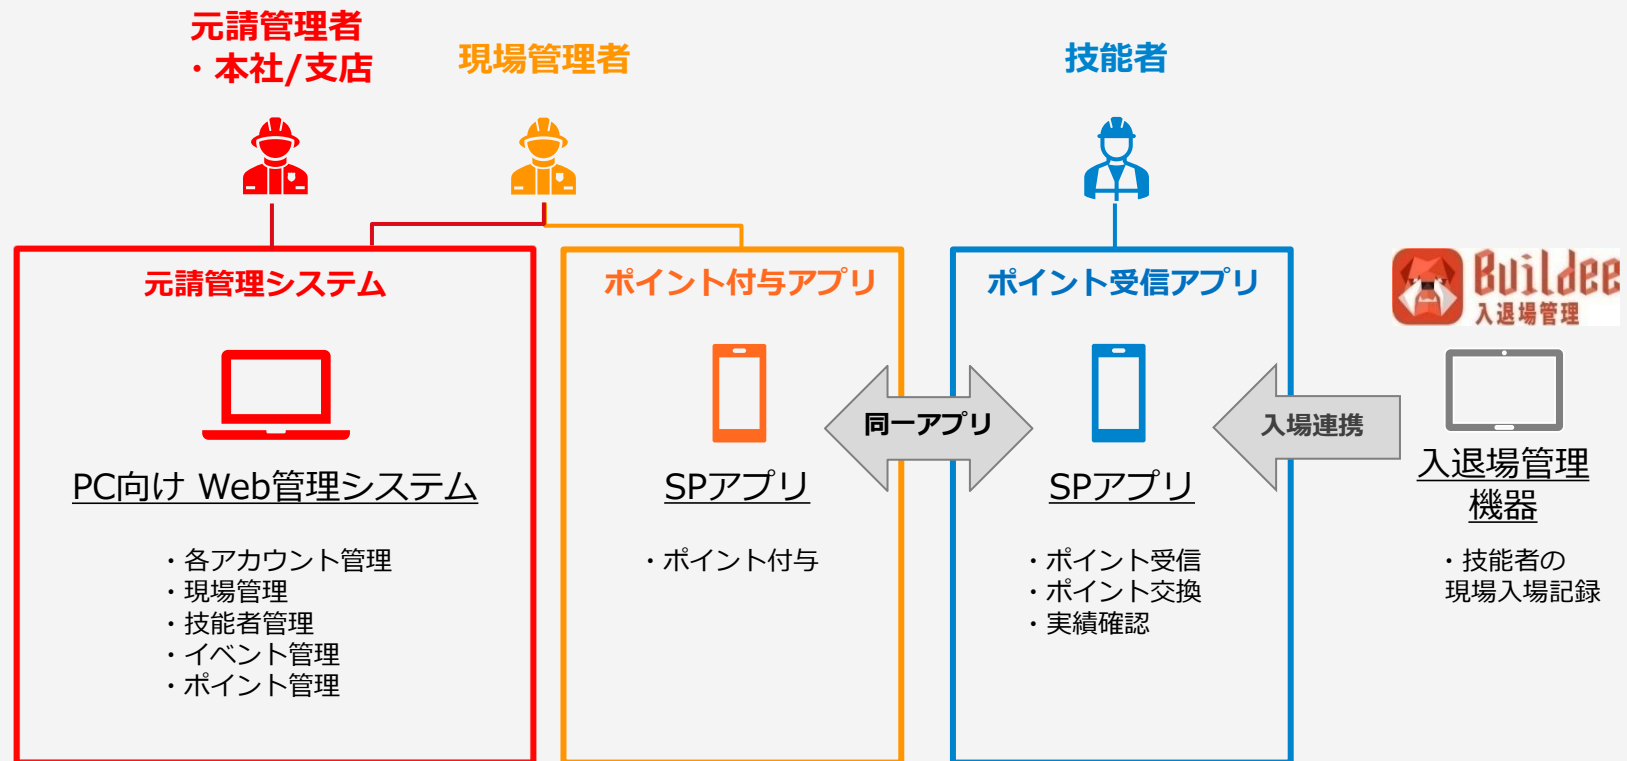 元請管理者
・本社/支店
現場管理者
技能者
元請管理システム
PC向け Web管理システム
・各アカウント管理
・現場管理
・技能者管理
・イベント管理
・ポイント管理
ポイント付与アプリ
SPアプリ
・ポイント付与
同一アプリ
ポイント受信アプリ
SPアプリ
・ポイント受信
・ポイント交換
・実績確認
入場連携
Buildee
入退場管理
入退場管理
機器
・技能者の
現場入場記録